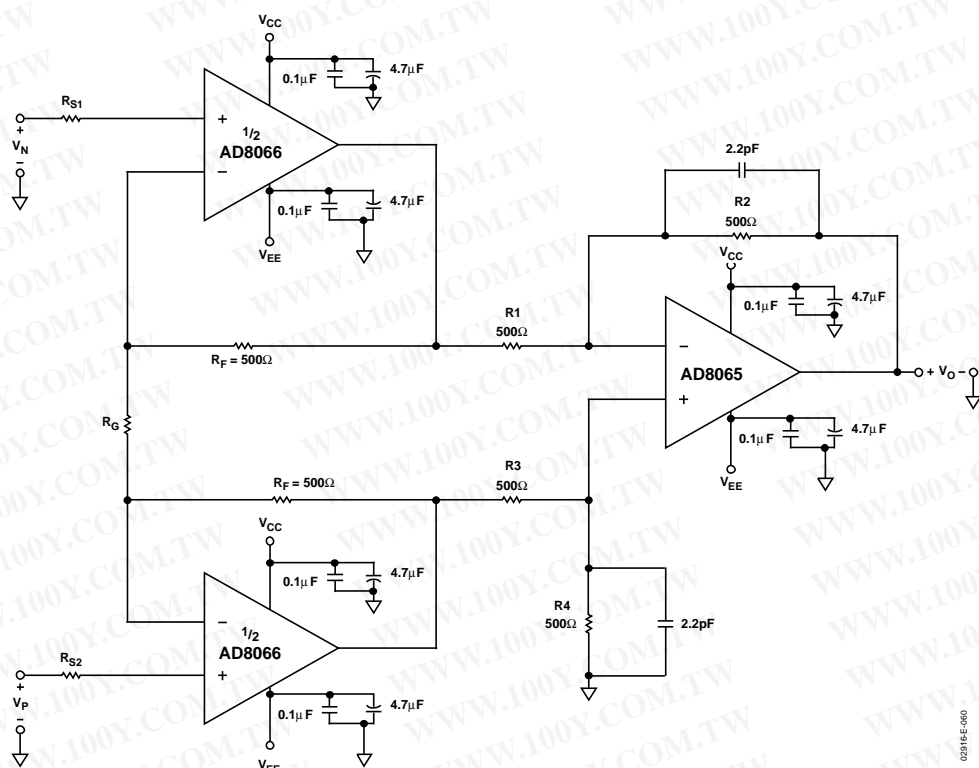 VCC
0.1μF
4.7μF
RS1
+
VN
−
+
1/2
AD8066
−
0.1μF
4.7μF
VEE
2.2pF
R2
500Ω
VCC
0.1μF
4.7μF
R1
500Ω
RF = 500Ω
−
AD8065
+
+ VO −
RG
0.1μF
4.7μF
VEE
RF = 500Ω
R3
500Ω
VCC
0.1μF
4.7μF
R4
500Ω
2.2pF
−
1/2
AD8066
+
RS2
+
VP
−
0.1μF
4.7μF
VEE
02916-E-060
WWW.100Y.COM.TW